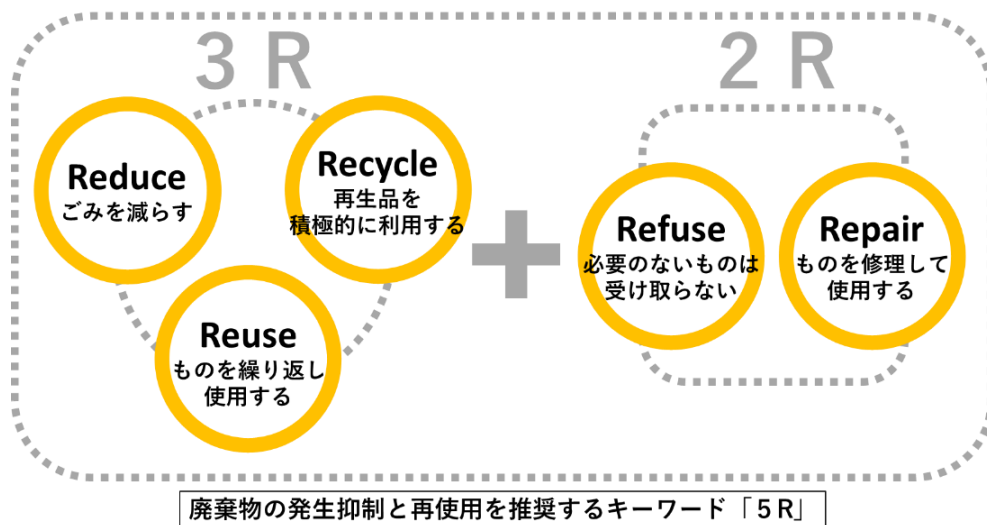 3 R
Reduce
ごみを減らす
Recycle
再生品を
積極的に利用する
Reuse
ものを繰り返し
使用する
+
2 R
Refuse
必要のないものは
受け取らない
Repair
ものを修理して
使用する
廃棄物の発生抑制と再使用を推奨するキーワード「5R」